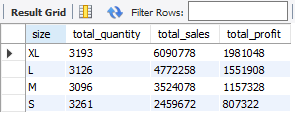 Result Grid Filter Rows:
size total_quantity total_sales total_profit
XL 3193 6090778 1981048
L 3126 4772258 1551908
M 3096 3524078 1157328
S 3261 2459672 807322